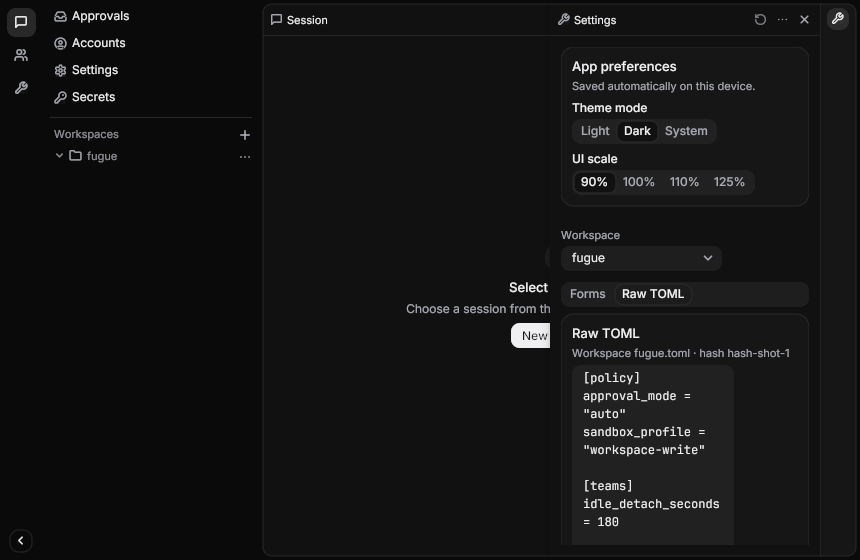 Approvals
Accounts
Settings
Secrets
Workspaces
fugue
Session
Select
Choose a session from th
New
Settings
App preferences
Saved automatically on this device.
Theme mode
Light Dark System
UI scale
90% 100% 110% 125%
Workspace
fugue
Forms Raw TOML
Raw TOML
Workspace fugue.toml · hash hash-shot-1
[policy]
approval_mode =
"auto"
sandbox_profile =
"workspace-write"
[teams]
idle_detach_seconds
= 180